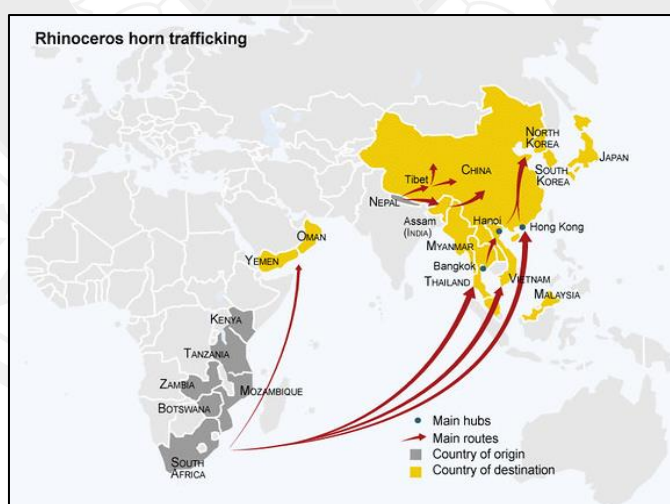 Rhinoceros horn trafficking
NORTH
KOREA
JAPAN
CHINA
SOUTH
KOREA
Tibet
NEPAL
Assam
(INDIA)
Hanoi
Hong Kong
MYANMAR
OMAN
YEMEN
Bangkok
THAILAND
VIETNAM
MALAYSIA
KENYA
TANZANIA
ZAMBIA
MOZAMBIQUE
BOTSWANA
SOUTH
AFRICA
Main hubs
Main routes
Country of origin
Country of destination